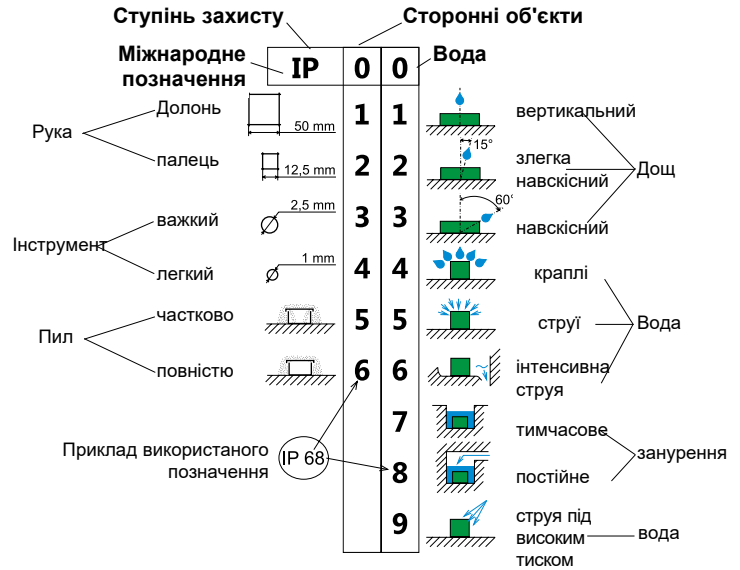 Ступінь захисту
Сторонні об'єкти
Міжнародне
позначення
IP 0 0
Вода
Рука
Долонь
50 mm
1 1
вертикальний
палець
12,5 mm
2 2
15°
злегка
навскісний
Дощ
Інструмент
важкий
2,5 mm
3 3
60°
навскісний
легкий
1 mm
4 4
краплі
Пил
частково
5 5
струї
Вода
повністю
6 6
інтенсивна
струя
7
тимчасове
Приклад використаного
позначення
IP 68
8
постійне
занурення
9
струя під
високим
тиском
вода